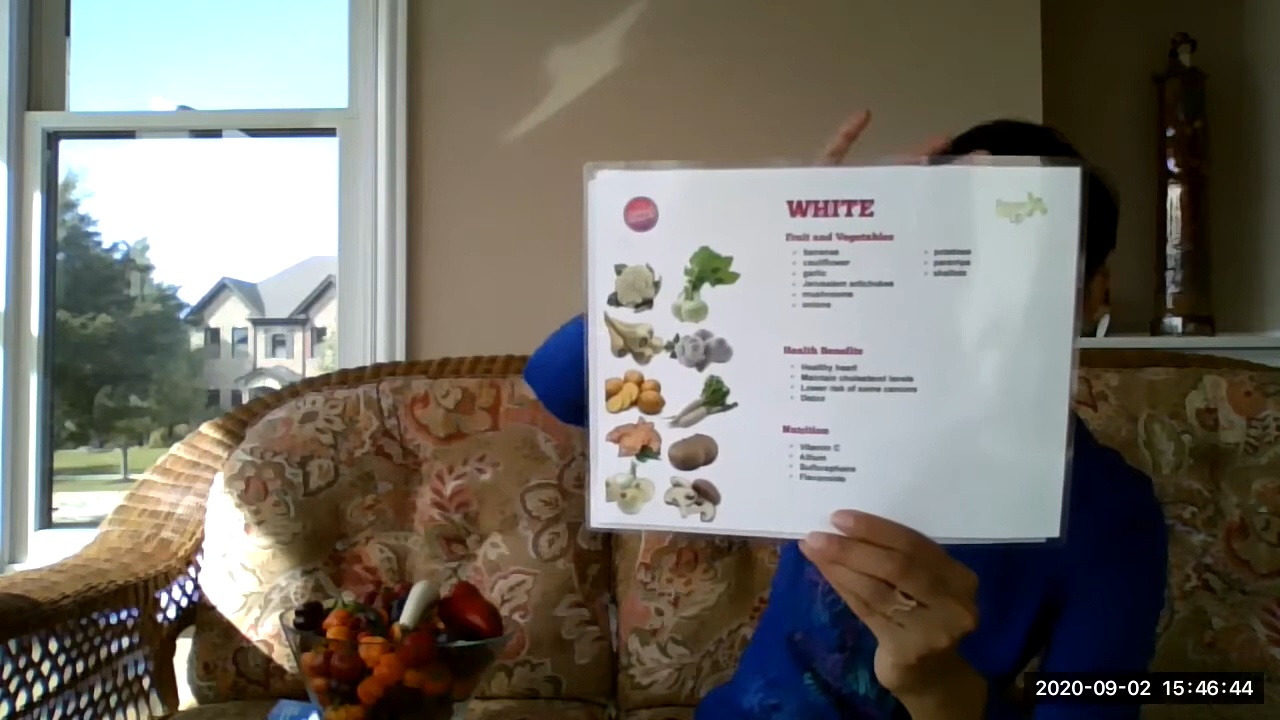 WHITE
Fruit and Vegetables
bananas
cauliflower
garlic
Jerusalem artichokes
mushrooms
onions
potatoes
parsnips
shallots
Health Benefits
Healthy heart
Maintain cholesterol levels
Lower risk of some cancers
Detox
Nutrition
Vitamin C
Allium
Sulforaphane
Flavonoids
2020-09-02 15:46:44